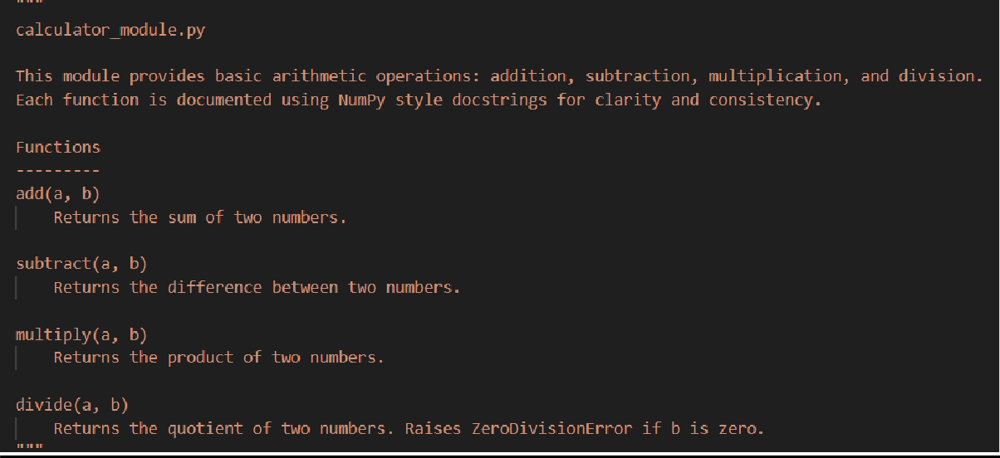 """
calculator_module.py
This module provides basic arithmetic operations: addition, subtraction, multiplication, and division.
Each function is documented using NumPy style docstrings for clarity and consistency.
Functions
---------
add(a, b)
Returns the sum of two numbers.
subtract(a, b)
Returns the difference between two numbers.
multiply(a, b)
Returns the product of two numbers.
divide(a, b)
Returns the quotient of two numbers. Raises ZeroDivisionError if b is zero.
"""